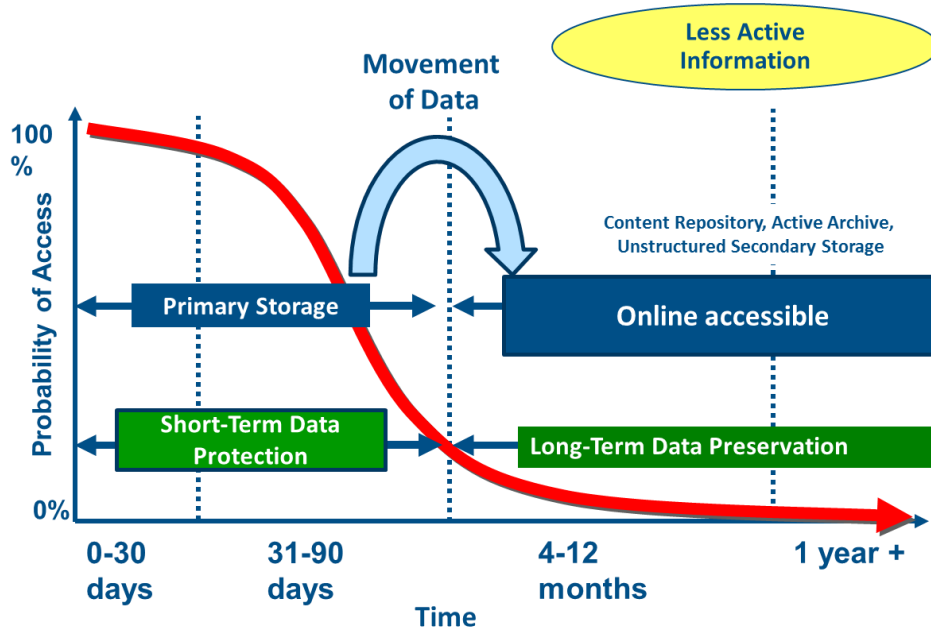 Less Active
Information
Movement
of Data
100
%
Content Repository, Active Archive,
Unstructured Secondary Storage
Probability of Access
Primary Storage
Online accessible
Short-Term Data
Protection
Long-Term Data Preservation
0%
0-30
days
31-90
days
4-12
months
1 year +
Time